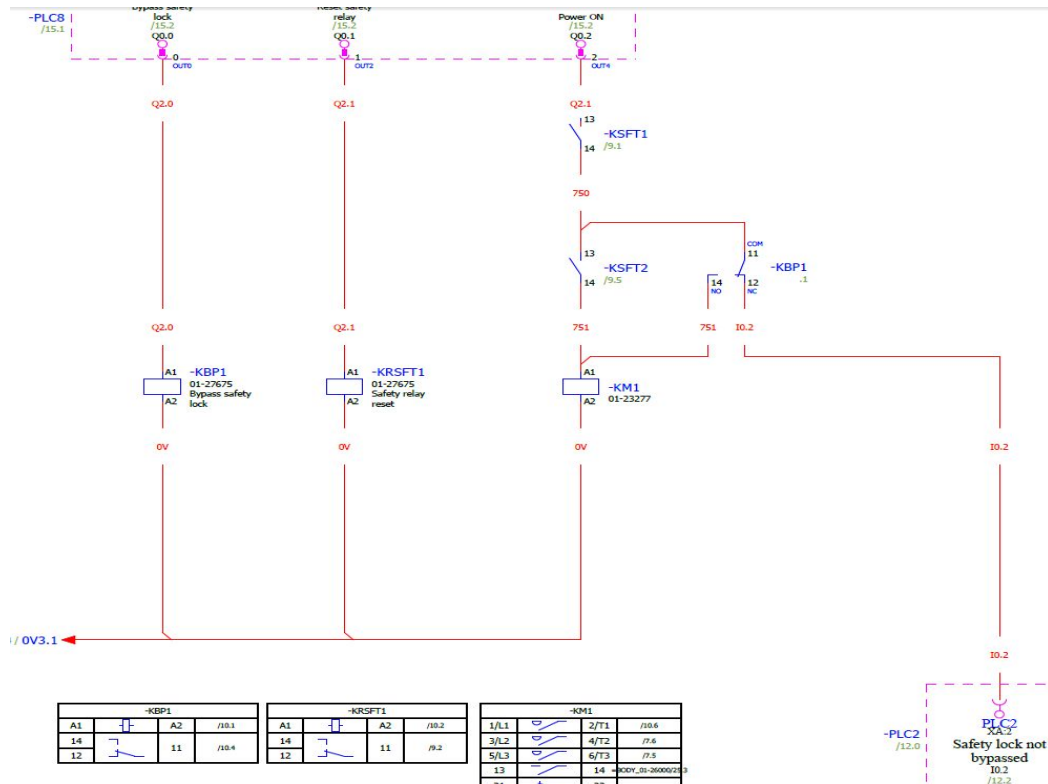 -PLC8
/15.1
Bypass safety
lock
/15.2
Q0.0
0
OUT0
Reset safety
relay
/15.2
Q0.1
1
OUT2
Power ON
/15.2
Q0.2
2
OUT4
Q2.0
Q2.1
Q2.1
13
14
-KSFT1
/9.1
750
13
14
-KSFT2
/9.5
COM
11
-KBP1
.1
14
NO
12
NC
Q2.0
Q2.1
751
751
I0.2
A1
-KBP1
01-27675
Bypass safety
lock
A2
A1
-KRSFT1
01-27675
Safety relay
reset
A2
A1
-KM1
01-23277
A2
0V
0V
0V
I0.2
/ 0V3.1
I0.2
-PLC2
/12.0
PLC2
XA:2
Safety lock not
bypassed
I0.2
/12.2
-KBP1
A1 A2 /10.1
14
12 11 /10.4
-KRSFT1
A1 A2 /10.2
14
12 11 /9.2
-KM1
1/L1 2/T1 /10.6
3/L2 4/T2 /7.6
5/L3 6/T3 /7.5
13 14